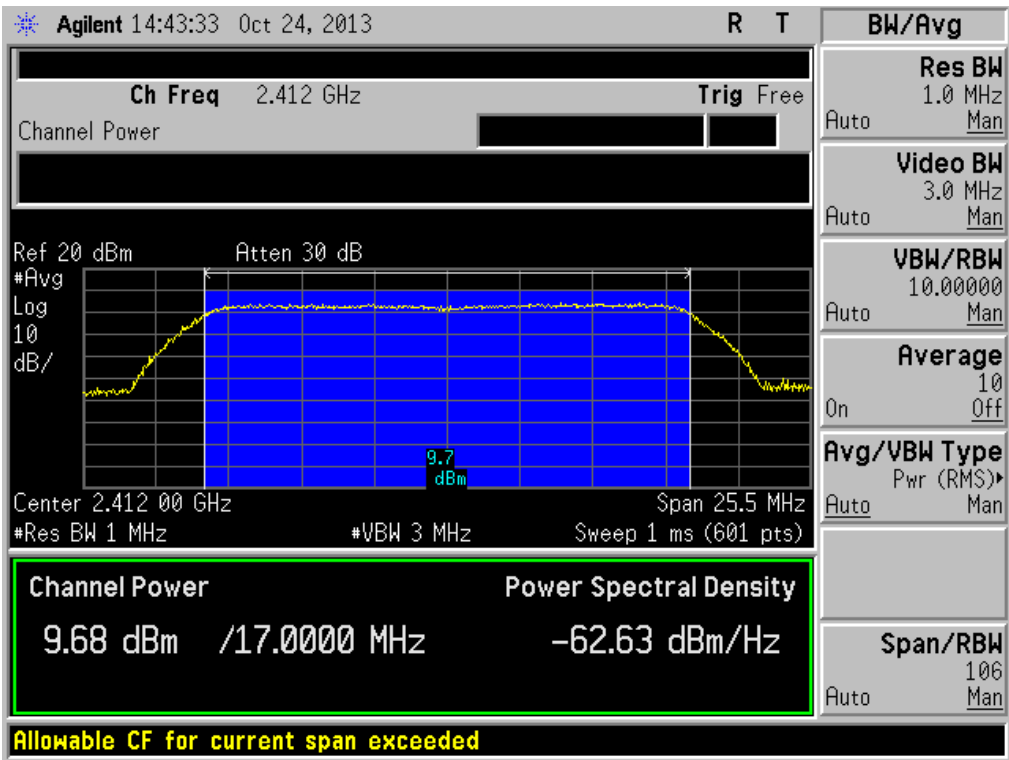 Agilent 14:43:33 Oct 24, 2013 R T
Ch Freq 2.412 GHz Trig Free
Channel Power
Ref 20 dBm Atten 30 dB
#Avg
Log
10
dB/
9.7
dBm
Center 2.412 00 GHz Span 25.5 MHz
#Res BW 1 MHz #VBW 3 MHz Sweep 1 ms (601 pts)
Channel Power Power Spectral Density
9.68 dBm /17.0000 MHz -62.63 dBm/Hz
Allowable CF for current span exceeded
BW/Avg
Res BW
1.0 MHz
Auto Man
Video BW
3.0 MHz
Auto Man
VBW/RBW
10.00000
Auto Man
Average
10
On Off
Avg/VBW Type
Pwr (RMS)▸
Auto Man
Span/RBW
106
Auto Man